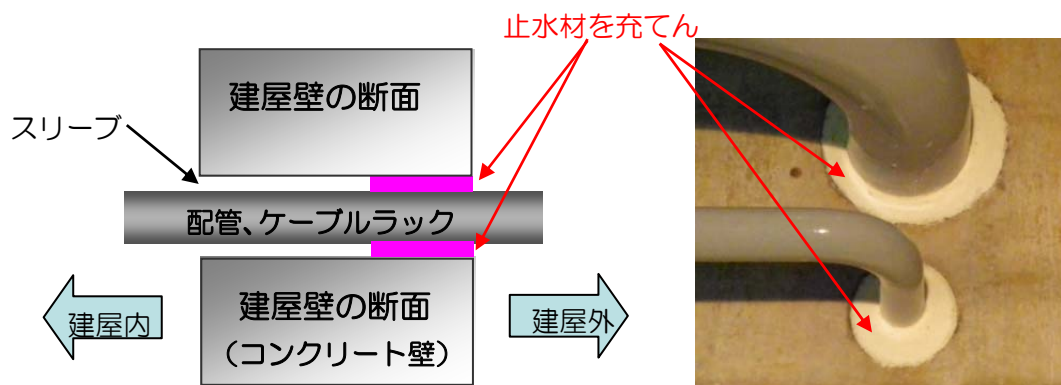 止水材を充てん
建屋壁の断面
スリーブ
配管、ケーブルラック
建屋内
建屋壁の断面
(コンクリート壁)
建屋外